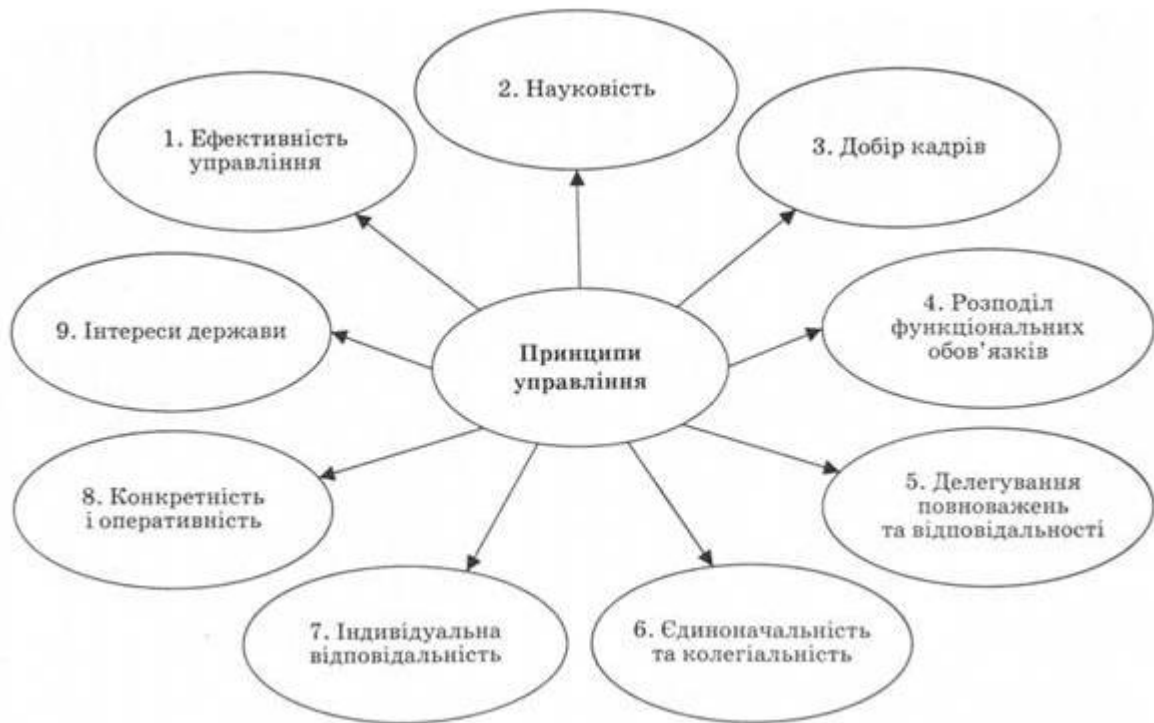 1. Ефективність
управління
2. Науковість
3. Добір кадрів
4. Розподіл
функціональних
обов’язків
5. Делегування
повноважень
та відповідальності
6. Єдиноначальність
та колегіальність
7. Індивідуальна
відповідальність
8. Конкретність
і оперативність
9. Інтереси держави
Принципи
управління